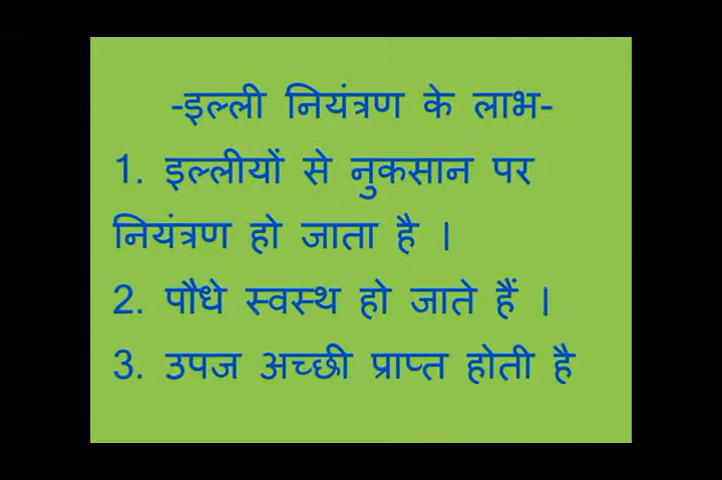 -इल्ली नियंत्रण के लाभ-
1. इल्लीयों से नुकसान पर
नियंत्रण हो जाता है ।
2. पौधे स्वस्थ हो जाते हैं ।
3. उपज अच्छी प्राप्त होती है